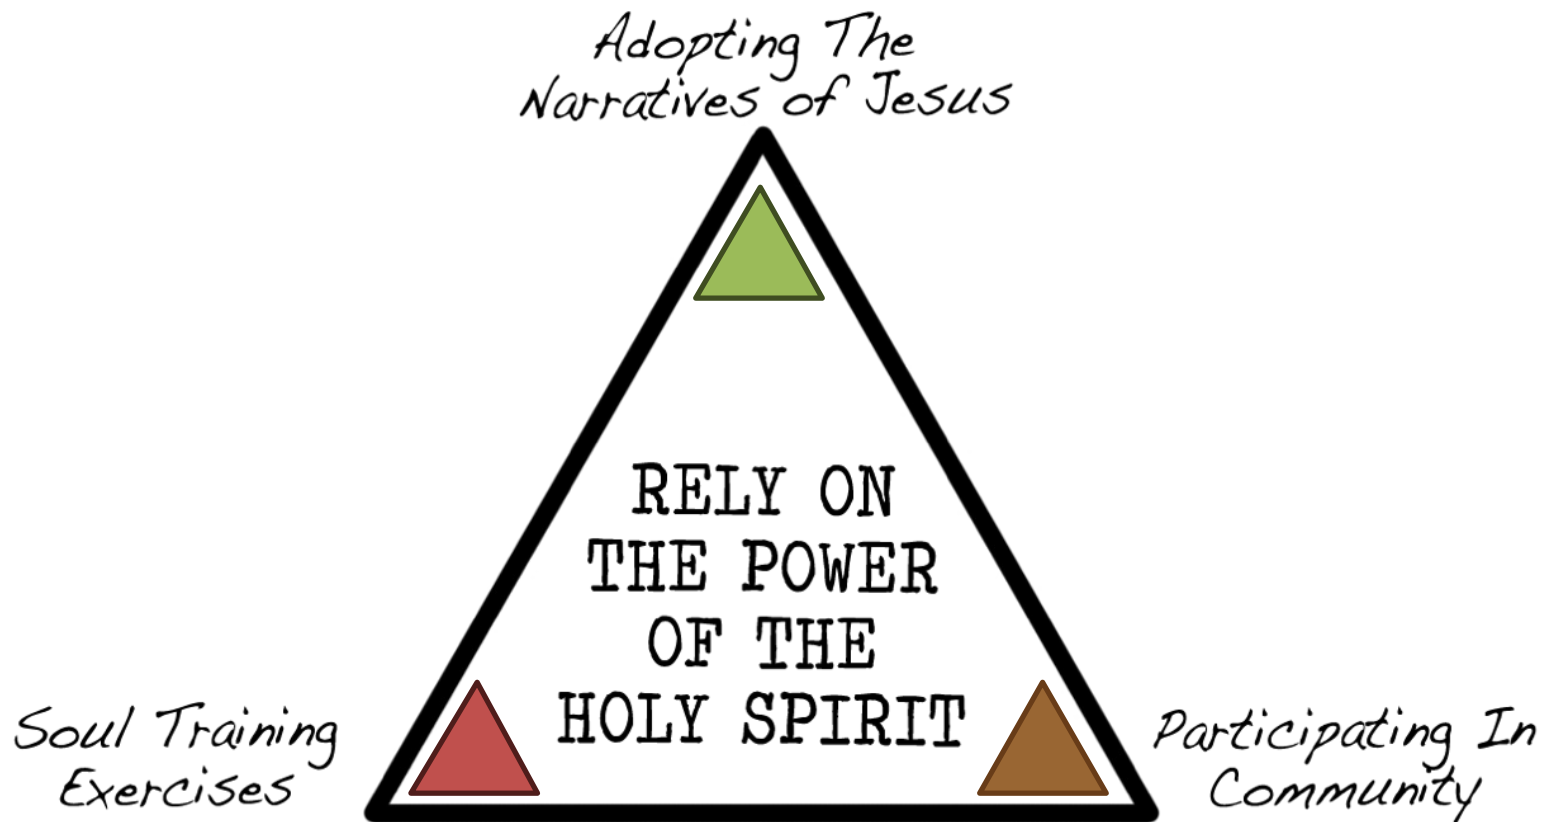 Adopting The
Narratives of Jesus
RELY ON
THE POWER
OF THE
HOLY SPIRIT
Soul Training
Exercises
Participating In
Community